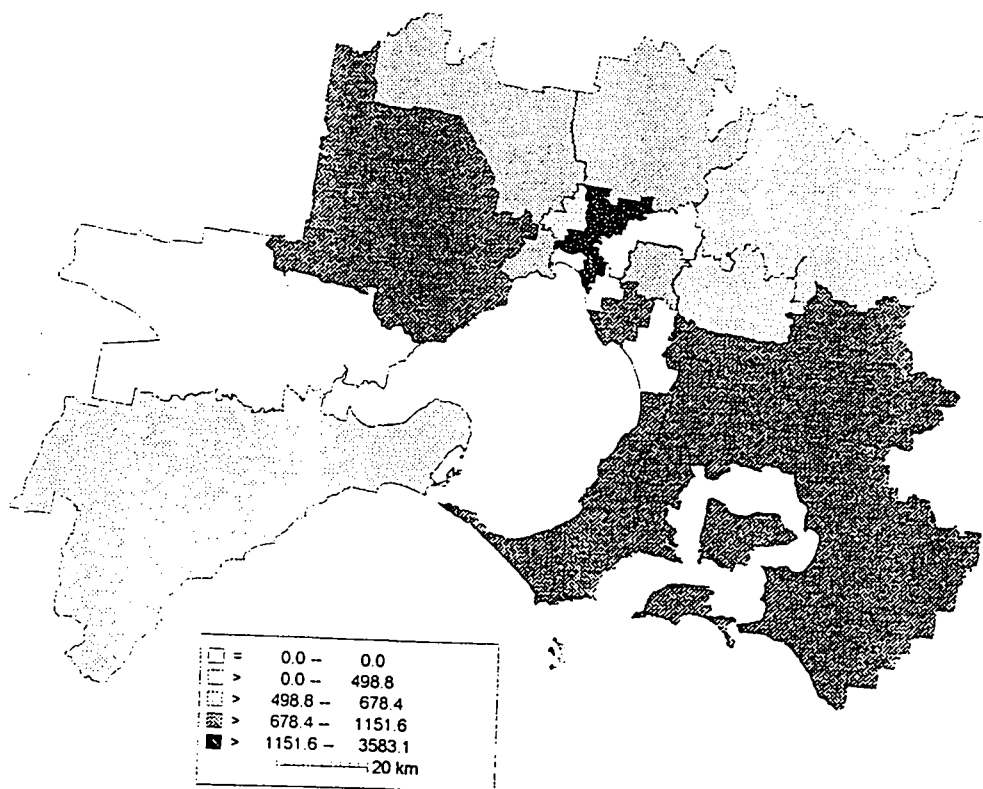 = 0.0 – 0.0
> 0.0 – 498.8
> 498.8 – 678.4
> 678.4 – 1151.6
> 1151.6 – 3583.1
20 km